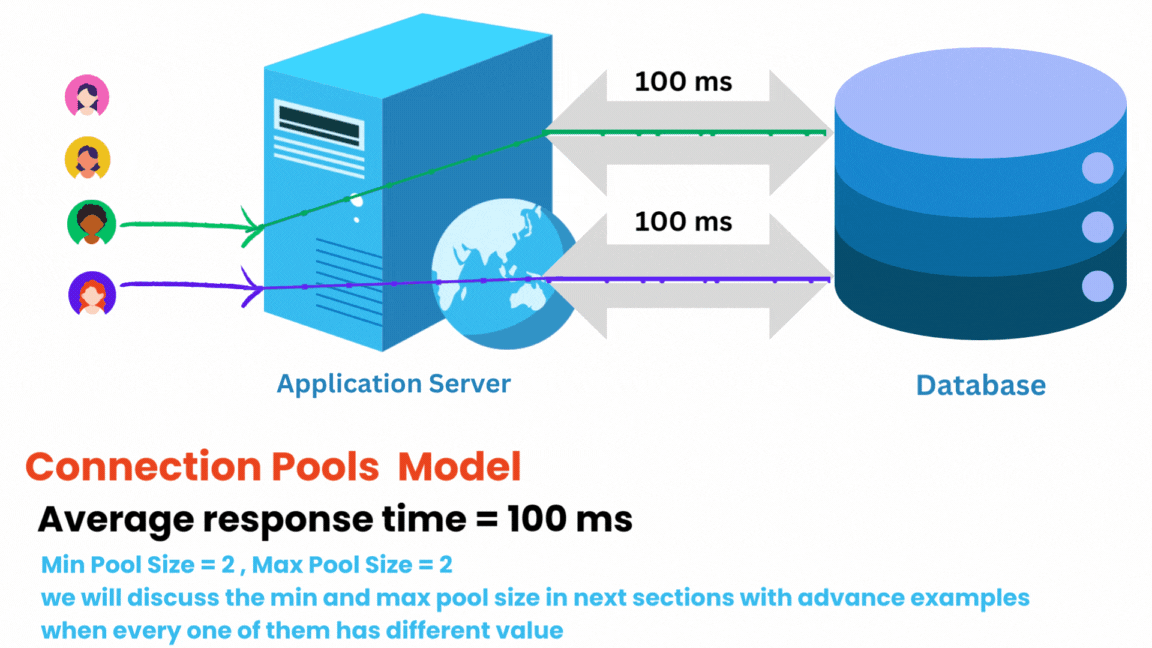 100 ms
100 ms
Application Server
Database
Connection Pools Model
Average response time = 100 ms
Min Pool Size = 2 , Max Pool Size = 2
we will discuss the min and max pool size in next sections with advance examples
when every one of them has different value